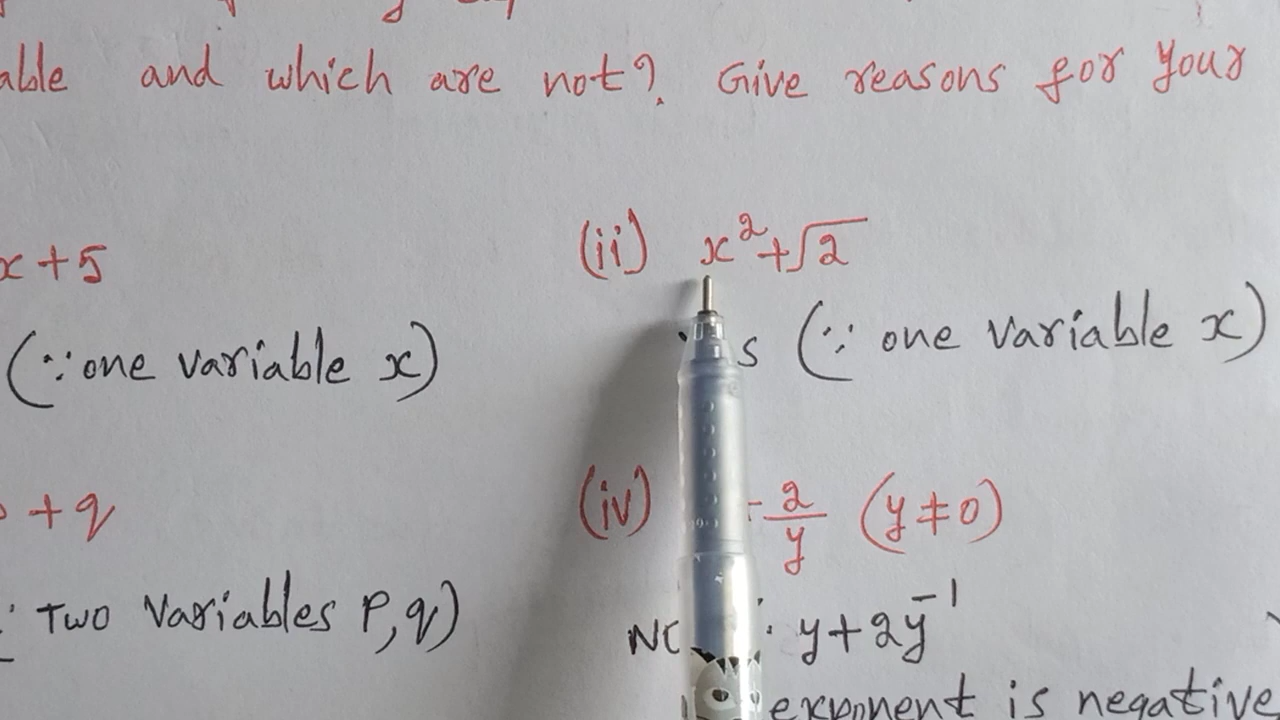 able and which are not? Give reasons for your
x + 5 (ii) x² + √2
(∵ one variable x) s (∵ one variable x)
+ q (iv) - 2/y (y ≠ 0)
Two Variables P, q) y + 2y⁻¹
exponent is negative